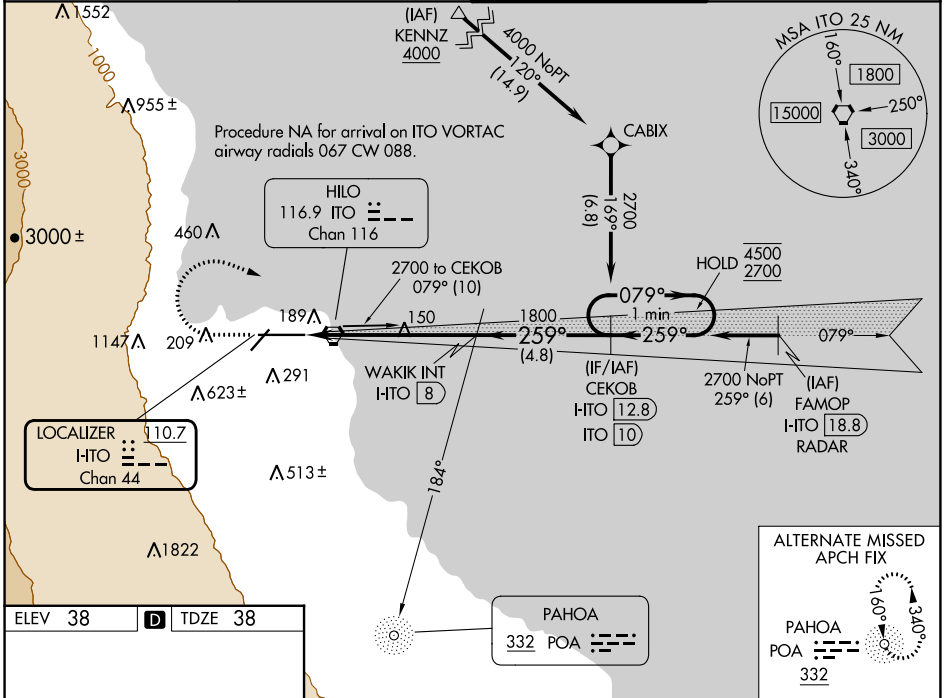 1552
1000
955 ±
3000
3000 ±
460
1147
209
189
150
291
623 ±
513 ±
1822
Procedure NA for arrival on ITO VORTAC
airway radials 067 CW 088.
HILO
116.9 ITO
Chan 116
LOCALIZER 110.7
I-ITO
Chan 44
(IAF)
KENNZ
4000
4000 NoPT
120°
(14.9)
CABIX
2700
169°
(6.8)
MSA ITO 25 NM
160°
1800
15000
250°
3000
340°
HOLD 4500
2700
2700 to CEKOB
079° (10)
079°
1 min
259°
1800
259°
(4.8)
079°
WAKIK INT
I-ITO 8
(IF/IAF)
CEKOB
I-ITO 12.8
ITO 10
2700 NoPT
259° (6)
(IAF)
FAMOP
I-ITO 18.8
RADAR
184°
PAHOA
332 POA
ALTERNATE MISSED
APCH FIX
160°
340°
PAHOA
POA
332
ELEV 38 D TDZE 38